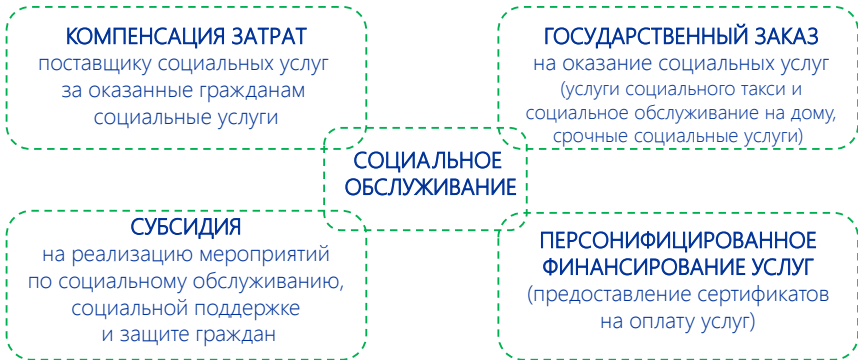 КОМПЕНСАЦИЯ ЗАТРАТ
поставщику социальных услуг
за оказанные гражданам
социальные услуги
ГОСУДАРСТВЕННЫЙ ЗАКАЗ
на оказание социальных услуг
(услуги социального такси и
социальное обслуживание на дому,
срочные социальные услуги)
СОЦИАЛЬНОЕ
ОБСЛУЖИВАНИЕ
СУБСИДИЯ
на реализацию мероприятий
по социальному обслуживанию,
социальной поддержке
и защите граждан
ПЕРСОНИФИЦИРОВАННОЕ
ФИНАНСИРОВАНИЕ УСЛУГ
(предоставление сертификатов
на оплату услуг)